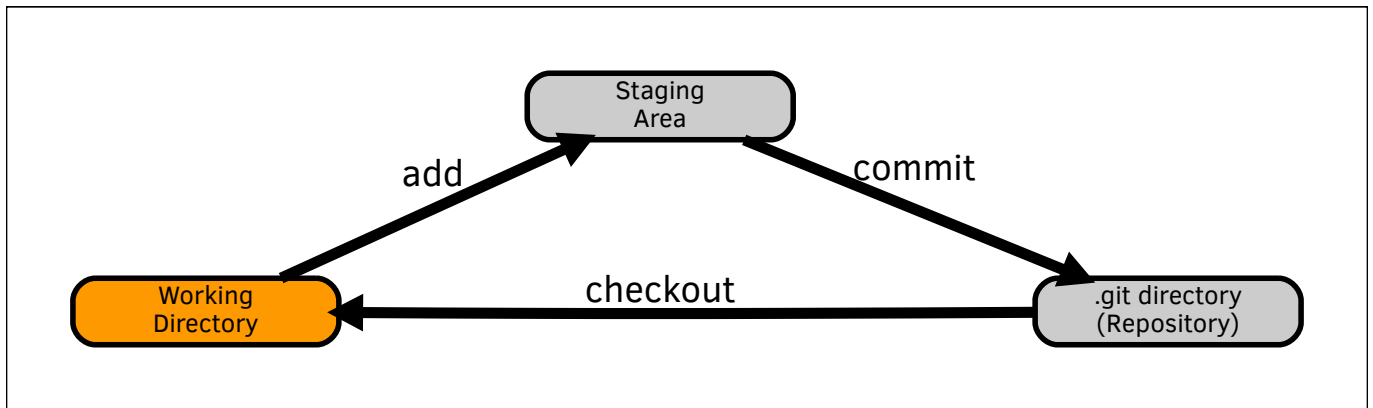 Staging
Area
add
commit
checkout
Working
Directory
.git directory
(Repository)